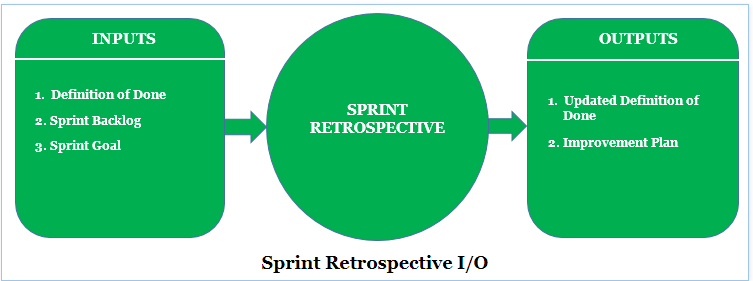 INPUTS
1. Definition of Done
2. Sprint Backlog
3. Sprint Goal
SPRINT
RETROSPECTIVE
OUTPUTS
1. Updated Definition of
Done
2. Improvement Plan
Sprint Retrospective I/O